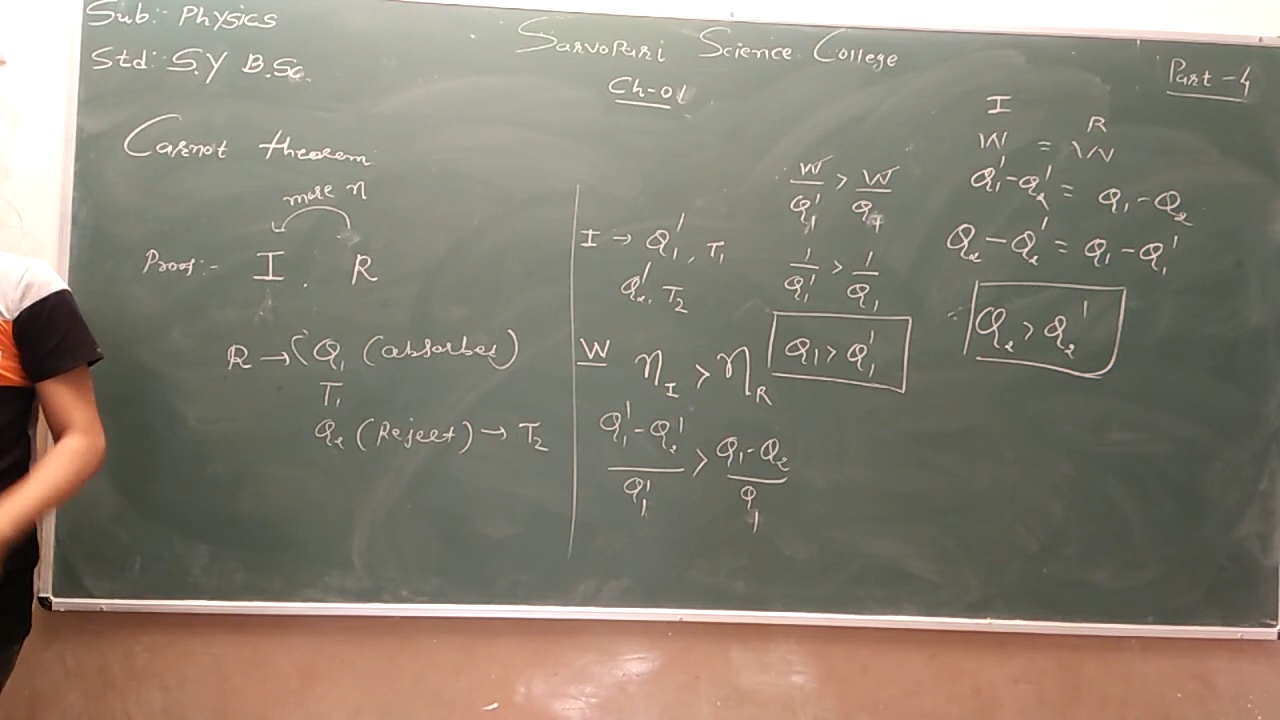 Sub:- Physics
Std:- S.Y B.Sc.
Sarvopari Science College
Ch-01
Part-4
Carnot theorem
more η
Proof:- I . R
R → Q₁ (absorbes)
T₁
Q₂ (Reject) → T₂
I → Q₁', T₁
Q₂', T₂
W
η_I > η_R
(Q₁'-Q₂')/Q₁' > (Q₁-Q₂)/Q₁
W/Q₁' > W/Q₁
1/Q₁' > 1/Q₁
Q₁ > Q₁'
I R
W = W
Q₁'-Q₂' = Q₁-Q₂
Q₂-Q₂' = Q₁-Q₁'
Q₂ > Q₂'